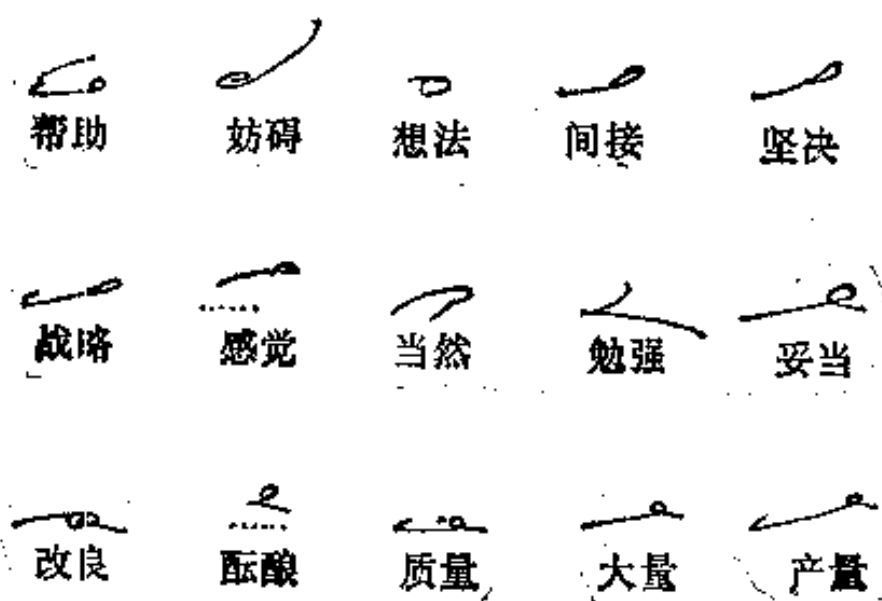 帮助 妨碍 想法 间接 坚决
战略 感觉 当然 勉强 妥当
改良 酝酿 质量 大量 产量